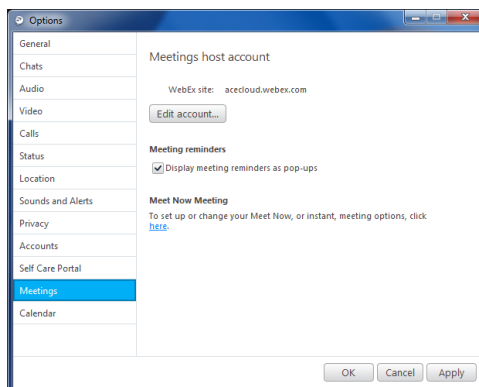 Options
General
Chats
Audio
Video
Calls
Status
Location
Sounds and Alerts
Privacy
Accounts
Self Care Portal
Meetings
Calendar
Meetings host account
WebEx site: acecloud.webex.com
Edit account...
Meeting reminders
Display meeting reminders as pop-ups
Meet Now Meeting
To set up or change your Meet Now, or instant, meeting options, click
here.
OK Cancel Apply